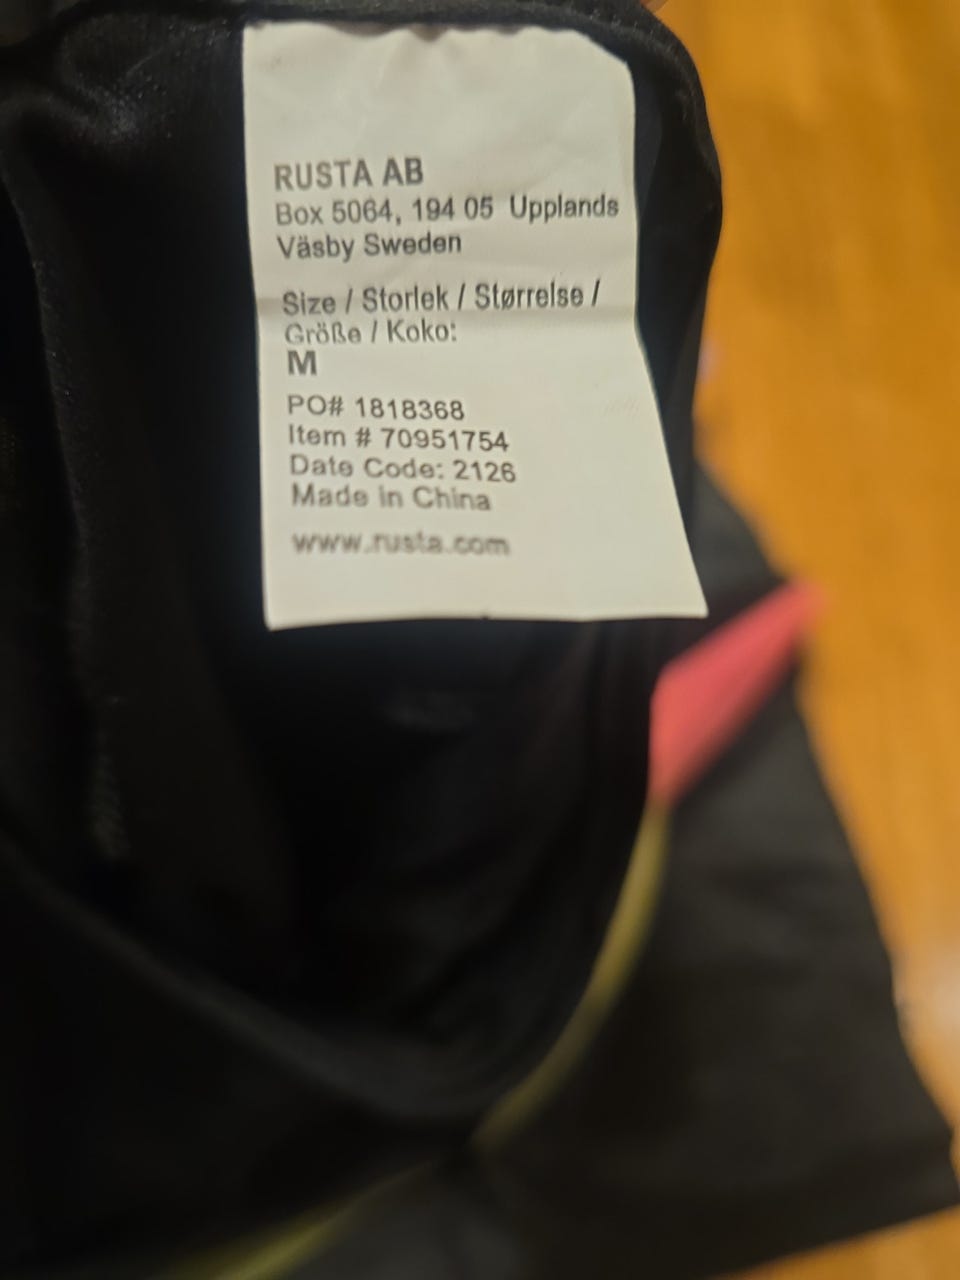 RUSTA AB
Box 5064, 194 05 Upplands
Väsby Sweden
Size / Storlek / Størrelse /
Größe / Koko:
M
PO# 1818368
Item # 70951754
Date Code: 2126
Made in China
www.rusta.com